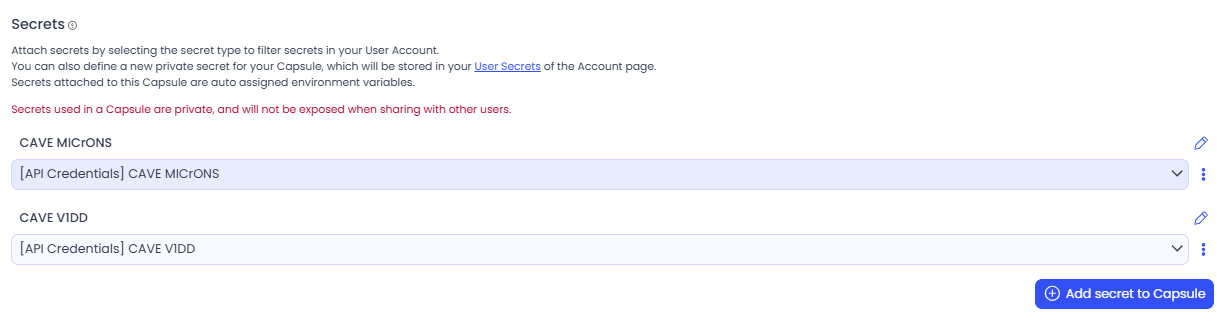 Secrets
Attach secrets by selecting the secret type to filter secrets in your User Account.
You can also define a new private secret for your Capsule, which will be stored in your User Secrets of the Account page.
Secrets attached to this Capsule are auto assigned environment variables.
Secrets used in a Capsule are private, and will not be exposed when sharing with other users.
CAVE MICrONS
[API Credentials] CAVE MICrONS
CAVE V1DD
[API Credentials] CAVE V1DD
Add secret to Capsule